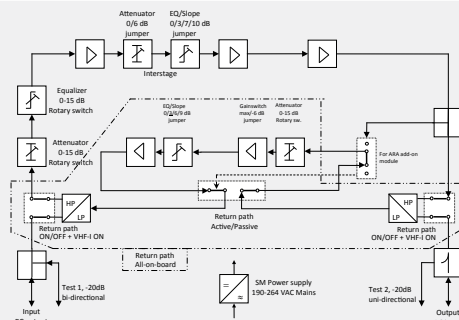 Attenuator
0/6 dB
jumper
EQ/Slope
0/3/7/10 dB
jumper
Interstage
Equalizer
0-15 dB
Rotary switch
EQ/Slope
0/3/6/9 dB
jumper
Gainswitch
max/-6 dB
jumper
Attenuator
0-15 dB
Rotary sw.
Attenuator
0-15 dB
Rotary switch
For ARA add-on
module
HP
LP
HP
LP
Return path
Active/Passive
Return path
ON/OFF + VHF-I ON
Return path
ON/OFF + VHF-I ON
Return path
All-on-board
Test 1, -20dB
bi-directional
SM Power supply
190-264 VAC Mains
Test 2, -20dB
uni-directional
Input
Output